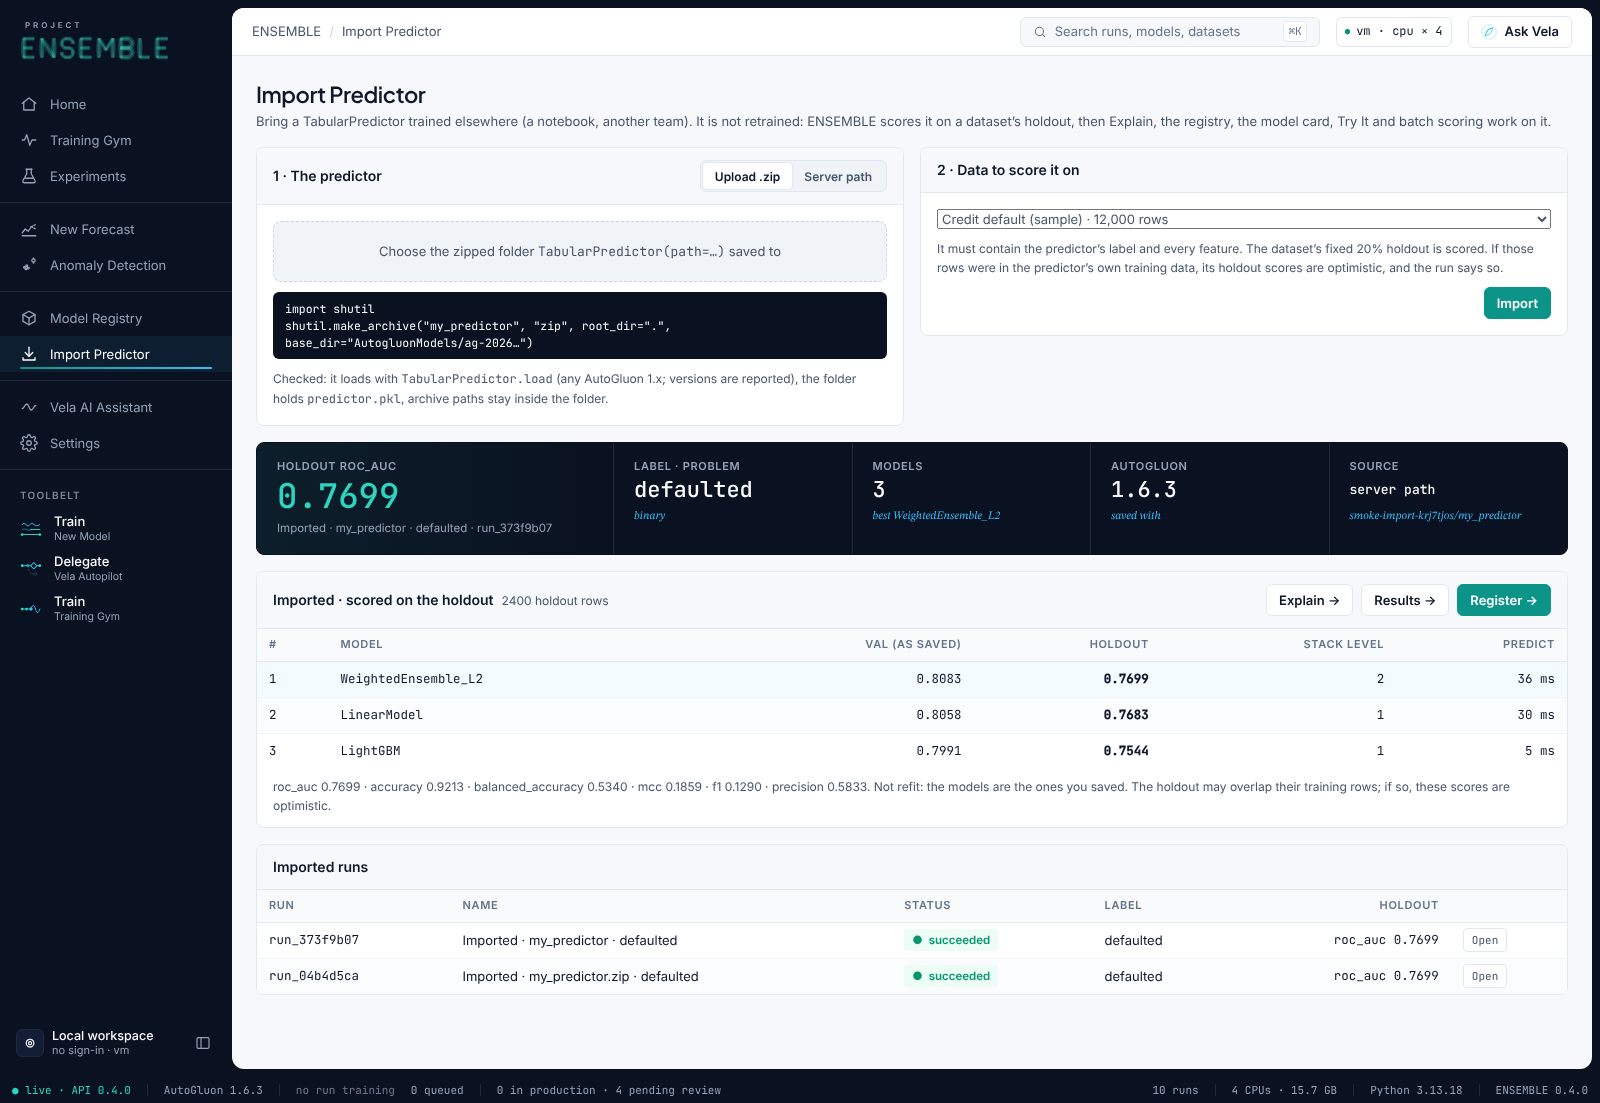 PROJECT
ENSEMBLE
Home
Training Gym
Experiments
New Forecast
Anomaly Detection
Model Registry
Import Predictor
Vela AI Assistant
Settings
TOOLBELT
Train
New Model
Delegate
Vela Autopilot
Train
Training Gym
Local workspace
no sign-in · vm
ENSEMBLE / Import Predictor
Search runs, models, datasets ⌘K
vm · cpu × 4
Ask Vela
Import Predictor
Bring a TabularPredictor trained elsewhere (a notebook, another team). It is not retrained: ENSEMBLE scores it on a dataset’s holdout, then Explain, the registry, the model card, Try It and batch scoring work on it.
1 · The predictor
Upload .zip Server path
Choose the zipped folder TabularPredictor(path=…) saved to
import shutil
shutil.make_archive("my_predictor", "zip", root_dir=".",
base_dir="AutogluonModels/ag-2026…")
Checked: it loads with TabularPredictor.load (any AutoGluon 1.x; versions are reported), the folder
holds predictor.pkl, archive paths stay inside the folder.
2 · Data to score it on
Credit default (sample) · 12,000 rows
It must contain the predictor’s label and every feature. The dataset’s fixed 20% holdout is scored. If those
rows were in the predictor’s own training data, its holdout scores are optimistic, and the run says so.
Import
HOLDOUT ROC_AUC
0.7699
Imported · my_predictor · defaulted · run_373f9b07
LABEL · PROBLEM
defaulted
binary
MODELS
3
best WeightedEnsemble_L2
AUTOGLUON
1.6.3
saved with
SOURCE
server path
smoke-import-krj7tjos/my_predictor
Imported · scored on the holdout 2400 holdout rows
Explain → Results → Register →
# MODEL VAL (AS SAVED) HOLDOUT STACK LEVEL PREDICT
1 WeightedEnsemble_L2 0.8083 0.7699 2 36 ms
2 LinearModel 0.8058 0.7683 1 30 ms
3 LightGBM 0.7991 0.7544 1 5 ms
roc_auc 0.7699 · accuracy 0.9213 · balanced_accuracy 0.5340 · mcc 0.1859 · f1 0.1290 · precision 0.5833. Not refit: the models are the ones you saved. The holdout may overlap their training rows; if so, these scores are
optimistic.
Imported runs
RUN NAME STATUS LABEL HOLDOUT
run_373f9b07 Imported · my_predictor · defaulted succeeded defaulted roc_auc 0.7699 Open
run_04b4d5ca Imported · my_predictor.zip · defaulted succeeded defaulted roc_auc 0.7699 Open
live · API 0.4.0 AutoGluon 1.6.3 no run training 0 queued 0 in production · 4 pending review 10 runs 4 CPUs · 15.7 GB Python 3.13.18 ENSEMBLE 0.4.0